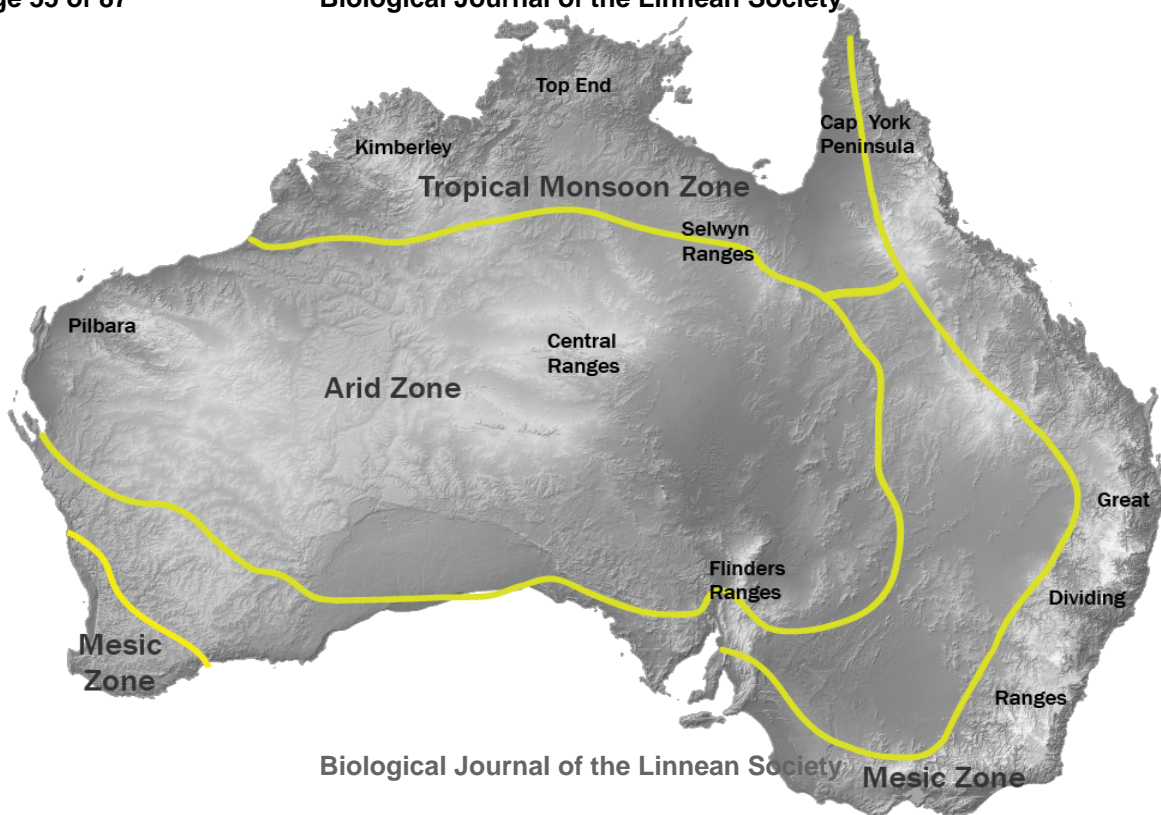 Biological Journal of the Linnean Society
Top End
Cap York
Peninsula
Kimberley
Tropical Monsoon Zone
Selwyn
Ranges
Pilbara
Central
Ranges
Arid Zone
Great
Flinders
Ranges
Dividing
Mesic
Zone
Ranges
Biological Journal of the Linnean Society
Mesic Zone